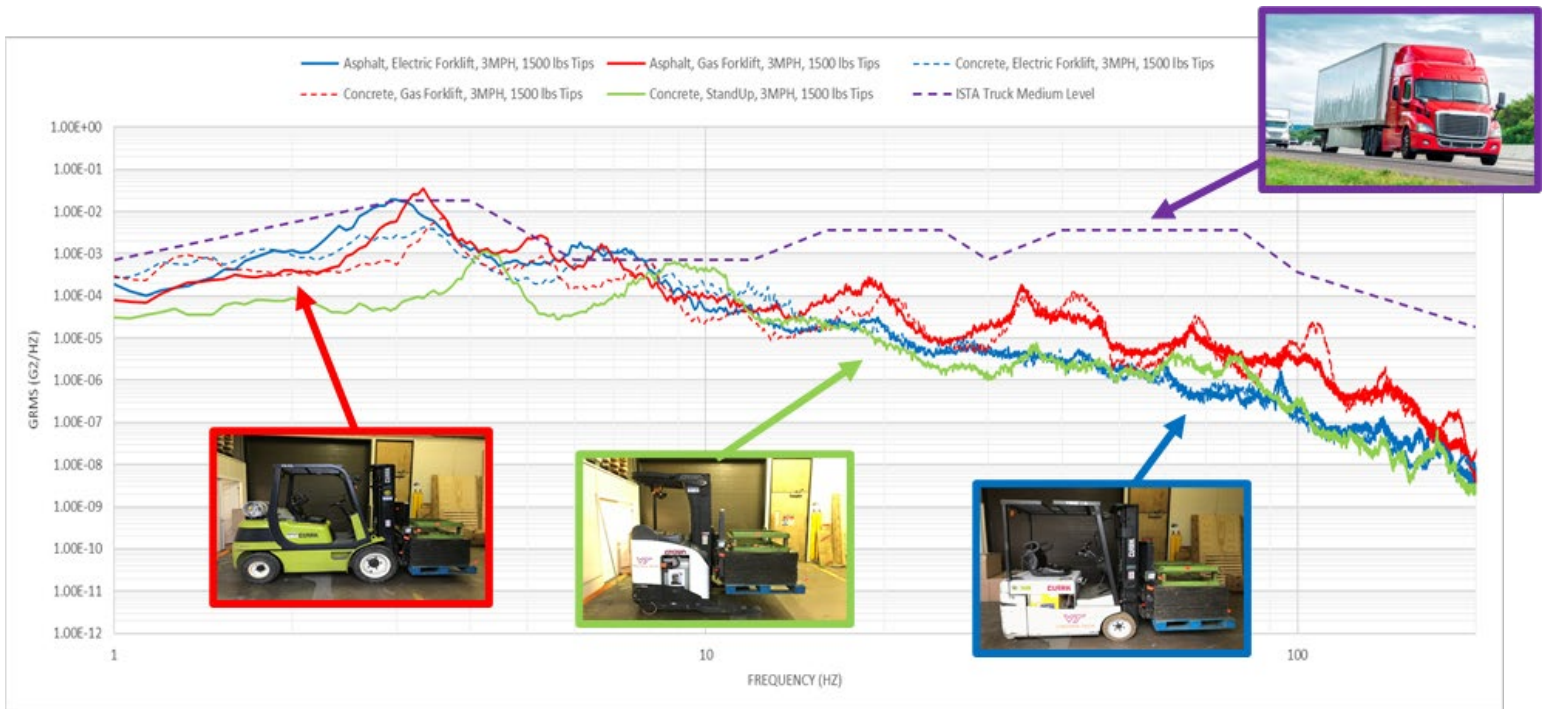 Asphalt, Electric Forklift, 3MPH, 1500 lbs Tips
Asphalt, Gas Forklift, 3MPH, 1500 lbs Tips
Concrete, Electric Forklift, 3MPH, 1500 lbs Tips
Concrete, Gas Forklift, 3MPH, 1500 lbs Tips
Concrete, StandUp, 3MPH, 1500 lbs Tips
ISTA Truck Medium Level
1.00E+00
1.00E-01
1.00E-02
1.00E-03
1.00E-04
1.00E-05
1.00E-06
1.00E-07
1.00E-08
1.00E-09
1.00E-10
1.00E-11
1.00E-12
GRMS (G2/HZ)
1
10
100
FREQUENCY (HZ)
CLARK
CROWN
CLARK